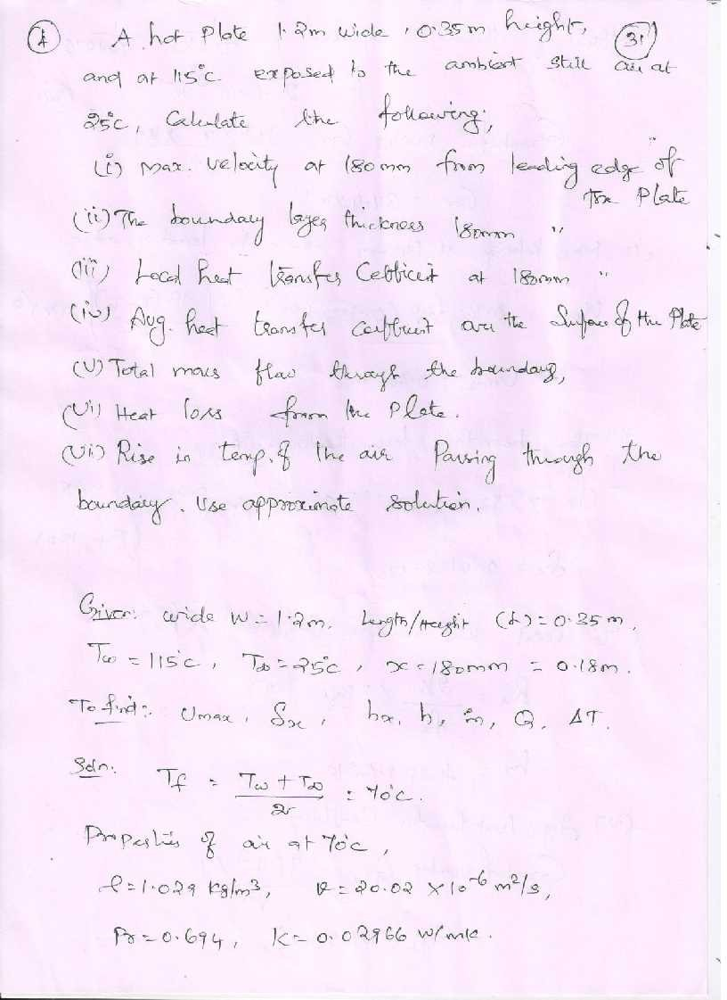 4 A hot Plate 1.2m wide, 0.35m height, 31
and at 115°C exposed to the ambient still air at
25°C, Calculate the following;
(i) Max. velocity at 180mm from leading edge of
the Plate
(ii) The boundary layer thickness 180mm "
(iii) Local heat transfer Cefficient at 180mm "
(iv) Avg. heat transfer coefficient over the Surface of the Plate
(v) Total mass flow through the boundary,
(vi) Heat loss from the plate.
(vii) Rise in temp. of the air Passing through the
boundary. Use approximate solution.
Given: wide W = 1.2m, Length/Height (L) = 0.35m,
Tw = 115°C, T∞ = 25°C, x = 180mm = 0.18m.
To find: Umax, δx, hx, h, ṁ, Q, ΔT.
Soln: Tf = Tw + T∞ / 2 = 70°C.
Properties of air at 70°C,
ρ = 1.029 kg/m³, ν = 20.02 × 10⁻⁶ m²/s,
Pr = 0.694, K = 0.02966 W/mK.